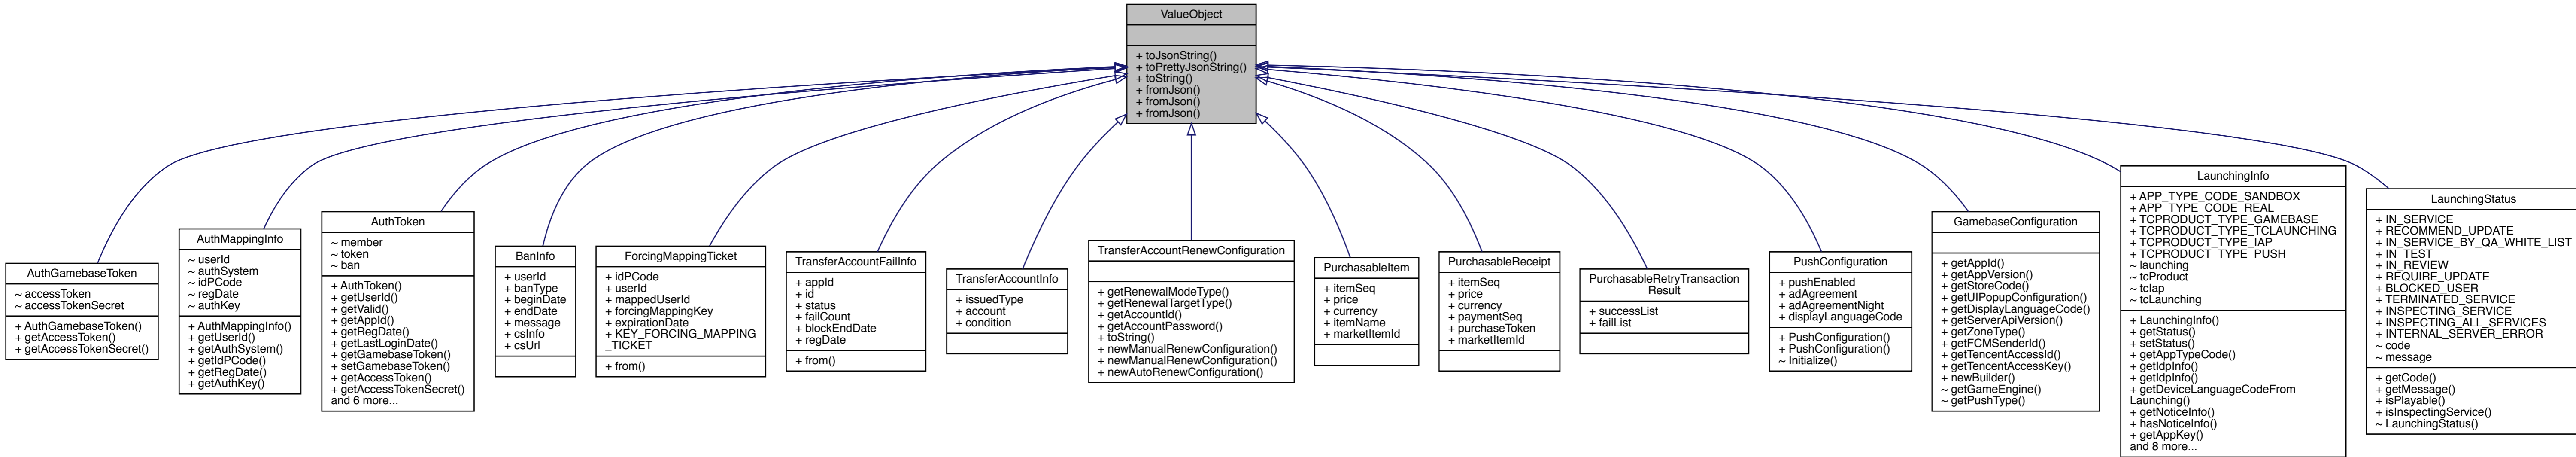 ValueObject
+ toJsonString()
+ toPrettyJsonString()
+ toString()
+ fromJson()
+ fromJson()
+ fromJson()
AuthGamebaseToken
~ accessToken
~ accessTokenSecret
+ AuthGamebaseToken()
+ getAccessToken()
+ getAccessTokenSecret()
AuthMappingInfo
~ userId
~ authSystem
~ idPCode
~ regDate
~ authKey
+ AuthMappingInfo()
+ getUserId()
+ getAuthSystem()
+ getIdPCode()
+ getRegDate()
+ getAuthKey()
AuthToken
~ member
~ token
~ ban
+ AuthToken()
+ getUserId()
+ getValid()
+ getAppId()
+ getRegDate()
+ getLastLoginDate()
+ getGamebaseToken()
+ setGamebaseToken()
+ getAccessToken()
+ getAccessTokenSecret()
and 6 more...
BanInfo
+ userId
+ banType
+ beginDate
+ endDate
+ message
+ csInfo
+ csUrl
ForcingMappingTicket
+ idPCode
+ userId
+ mappedUserId
+ forcingMappingKey
+ expirationDate
+ KEY_FORCING_MAPPING
_TICKET
+ from()
TransferAccountFailInfo
+ appId
+ id
+ status
+ failCount
+ blockEndDate
+ regDate
+ from()
TransferAccountInfo
+ issuedType
+ account
+ condition
TransferAccountRenewConfiguration
+ getRenewalModeType()
+ getRenewalTargetType()
+ getAccountId()
+ getAccountPassword()
+ toString()
+ newManualRenewConfiguration()
+ newManualRenewConfiguration()
+ newAutoRenewConfiguration()
PurchasableItem
+ itemSeq
+ price
+ currency
+ itemName
+ marketItemId
PurchasableReceipt
+ itemSeq
+ price
+ currency
+ paymentSeq
+ purchaseToken
+ marketItemId
PurchasableRetryTransaction
Result
+ successList
+ failList
PushConfiguration
+ pushEnabled
+ adAgreement
+ adAgreementNight
+ displayLanguageCode
+ PushConfiguration()
+ PushConfiguration()
~ Initialize()
GamebaseConfiguration
+ getAppId()
+ getAppVersion()
+ getStoreCode()
+ getUIPopupConfiguration()
+ getDisplayLanguageCode()
+ getServerApiVersion()
+ getZoneType()
+ getFCMSenderId()
+ getTencentAccessId()
+ getTencentAccessKey()
+ newBuilder()
~ getGameEngine()
~ getPushType()
LaunchingInfo
+ APP_TYPE_CODE_SANDBOX
+ APP_TYPE_CODE_REAL
+ TCPRODUCT_TYPE_GAMEBASE
+ TCPRODUCT_TYPE_TCLAUNCHING
+ TCPRODUCT_TYPE_IAP
+ TCPRODUCT_TYPE_PUSH
~ launching
~ tcProduct
~ tcIap
~ tcLaunching
+ LaunchingInfo()
+ getStatus()
+ setStatus()
+ getAppTypeCode()
+ getIdpInfo()
+ getIdpInfo()
+ getDeviceLanguageCodeFrom
Launching()
+ getNoticeInfo()
+ hasNoticeInfo()
+ getAppKey()
and 8 more...
LaunchingStatus
+ IN_SERVICE
+ RECOMMEND_UPDATE
+ IN_SERVICE_BY_QA_WHITE_LIST
+ IN_TEST
+ IN_REVIEW
+ REQUIRE_UPDATE
+ BLOCKED_USER
+ TERMINATED_SERVICE
+ INSPECTING_SERVICE
+ INSPECTING_ALL_SERVICES
+ INTERNAL_SERVER_ERROR
~ code
~ message
+ getCode()
+ getMessage()
+ isPlayable()
+ isInspectingService()
~ LaunchingStatus()